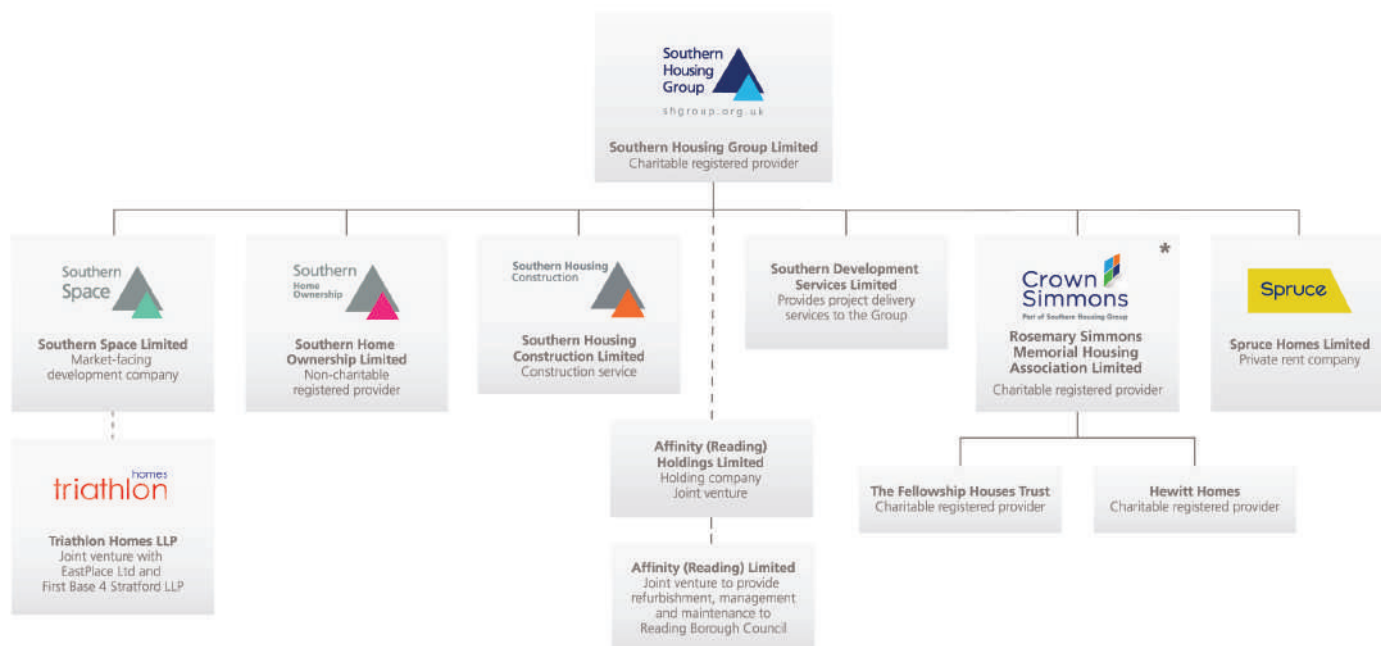 Southern
Housing
Group
shgroup.org.uk
Southern Housing Group Limited
Charitable registered provider
Southern
Space
Southern Space Limited
Market-facing
development company
Southern
Home
Ownership
Southern Home
Ownership Limited
Non-charitable
registered provider
Southern Housing
Construction
Southern Housing
Construction Limited
Construction service
Southern Development
Services Limited
Provides project delivery
services to the Group
*
Crown
Simmons
Part of Southern Housing Group
Rosemary Simmons
Memorial Housing
Association Limited
Charitable registered provider
Spruce
Spruce Homes Limited
Private rent company
homes
triathlon
Triathlon Homes LLP
Joint venture with
EastPlace Ltd and
First Base 4 Stratford LLP
Affinity (Reading)
Holdings Limited
Holding company
Joint venture
Affinity (Reading) Limited
Joint venture to provide
refurbishment, management
and maintenance to
Reading Borough Council
The Fellowship Houses Trust
Charitable registered provider
Hewitt Homes
Charitable registered provider